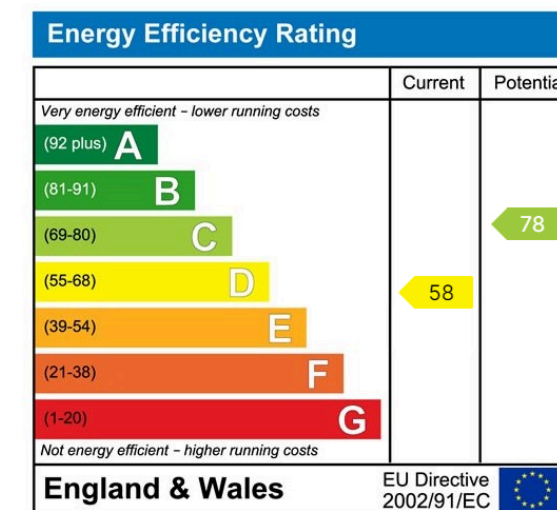 Energy Efficiency Rating
Current Potentia
Very energy efficient – lower running costs
(92 plus) A
(81-91) B
(69-80) C
78
(55-68) D
58
(39-54) E
(21-38) F
(1-20) G
Not energy efficient – higher running costs
England & Wales
EU Directive
2002/91/EC